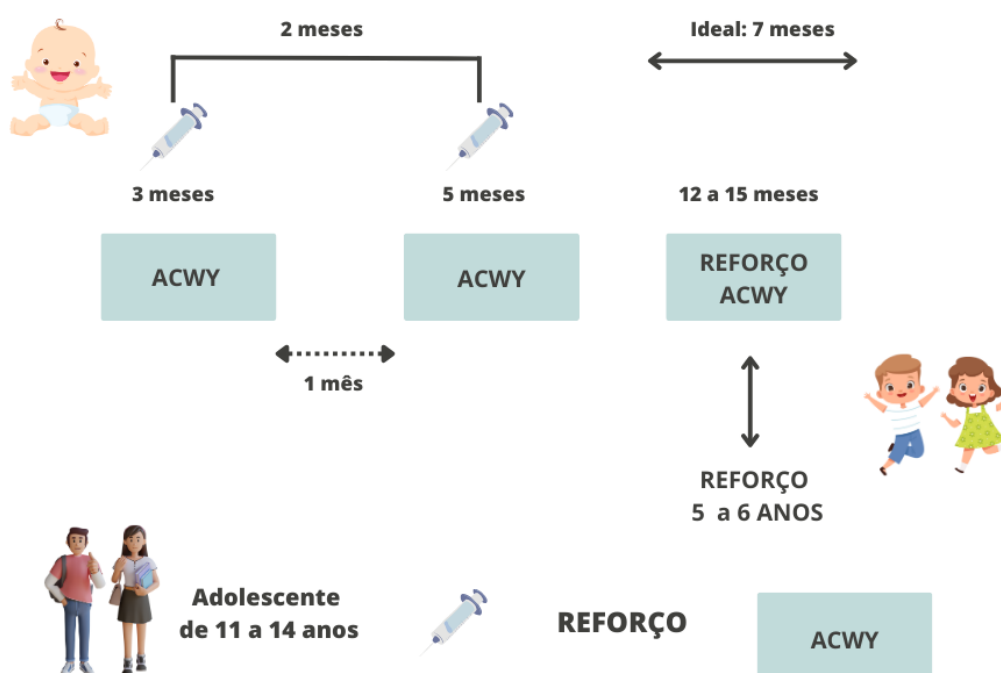 2 meses
Ideal: 7 meses
3 meses
5 meses
12 a 15 meses
ACWY
ACWY
REFORÇO
ACWY
1 mês
REFORÇO
5 a 6 ANOS
Adolescente
de 11 a 14 anos
REFORÇO
ACWY